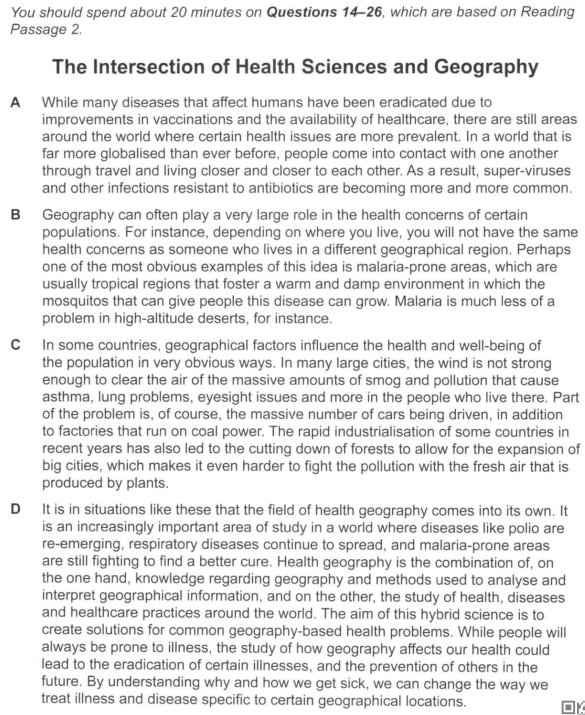 You should spend about 20 minutes on Questions 14–26, which are based on Reading
Passage 2.
The Intersection of Health Sciences and Geography
A While many diseases that affect humans have been eradicated due to
improvements in vaccinations and the availability of healthcare, there are still areas
around the world where certain health issues are more prevalent. In a world that is
far more globalised than ever before, people come into contact with one another
through travel and living closer and closer to each other. As a result, super-viruses
and other infections resistant to antibiotics are becoming more and more common.
B Geography can often play a very large role in the health concerns of certain
populations. For instance, depending on where you live, you will not have the same
health concerns as someone who lives in a different geographical region. Perhaps
one of the most obvious examples of this idea is malaria-prone areas, which are
usually tropical regions that foster a warm and damp environment in which the
mosquitos that can give people this disease can grow. Malaria is much less of a
problem in high-altitude deserts, for instance.
C In some countries, geographical factors influence the health and well-being of
the population in very obvious ways. In many large cities, the wind is not strong
enough to clear the air of the massive amounts of smog and pollution that cause
asthma, lung problems, eyesight issues and more in the people who live there. Part
of the problem is, of course, the massive number of cars being driven, in addition
to factories that run on coal power. The rapid industrialisation of some countries in
recent years has also led to the cutting down of forests to allow for the expansion of
big cities, which makes it even harder to fight the pollution with the fresh air that is
produced by plants.
D It is in situations like these that the field of health geography comes into its own. It
is an increasingly important area of study in a world where diseases like polio are
re-emerging, respiratory diseases continue to spread, and malaria-prone areas
are still fighting to find a better cure. Health geography is the combination of, on
the one hand, knowledge regarding geography and methods used to analyse and
interpret geographical information, and on the other, the study of health, diseases
and healthcare practices around the world. The aim of this hybrid science is to
create solutions for common geography-based health problems. While people will
always be prone to illness, the study of how geography affects our health could
lead to the eradication of certain illnesses, and the prevention of others in the
future. By understanding why and how we get sick, we can change the way we
treat illness and disease specific to certain geographical locations.